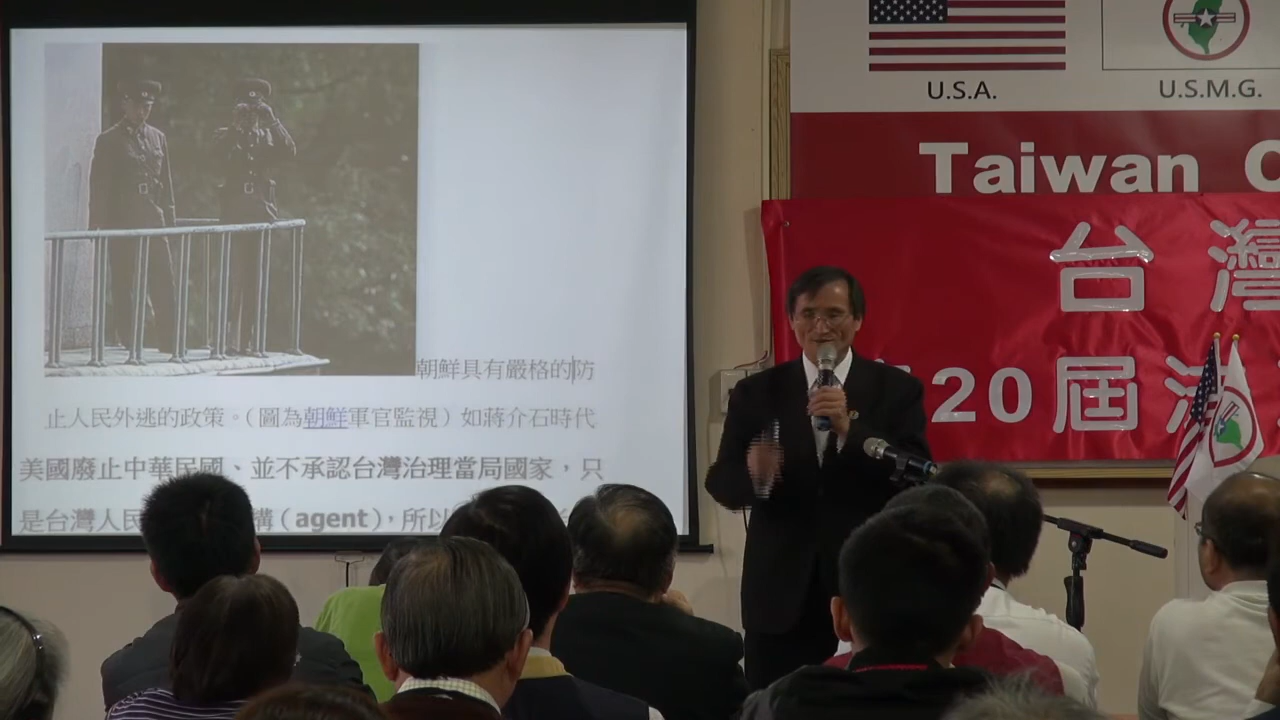 朝鮮具有嚴格的防
止人民外逃的政策。（圖為朝鮮軍官監視）如蔣介石時代
美國廢止中華民國、並不承認台灣治理當局國家，只
是台灣人民 構（agent），所以
U.S.A.
U.S.M.G.
Taiwan
台灣
20屆